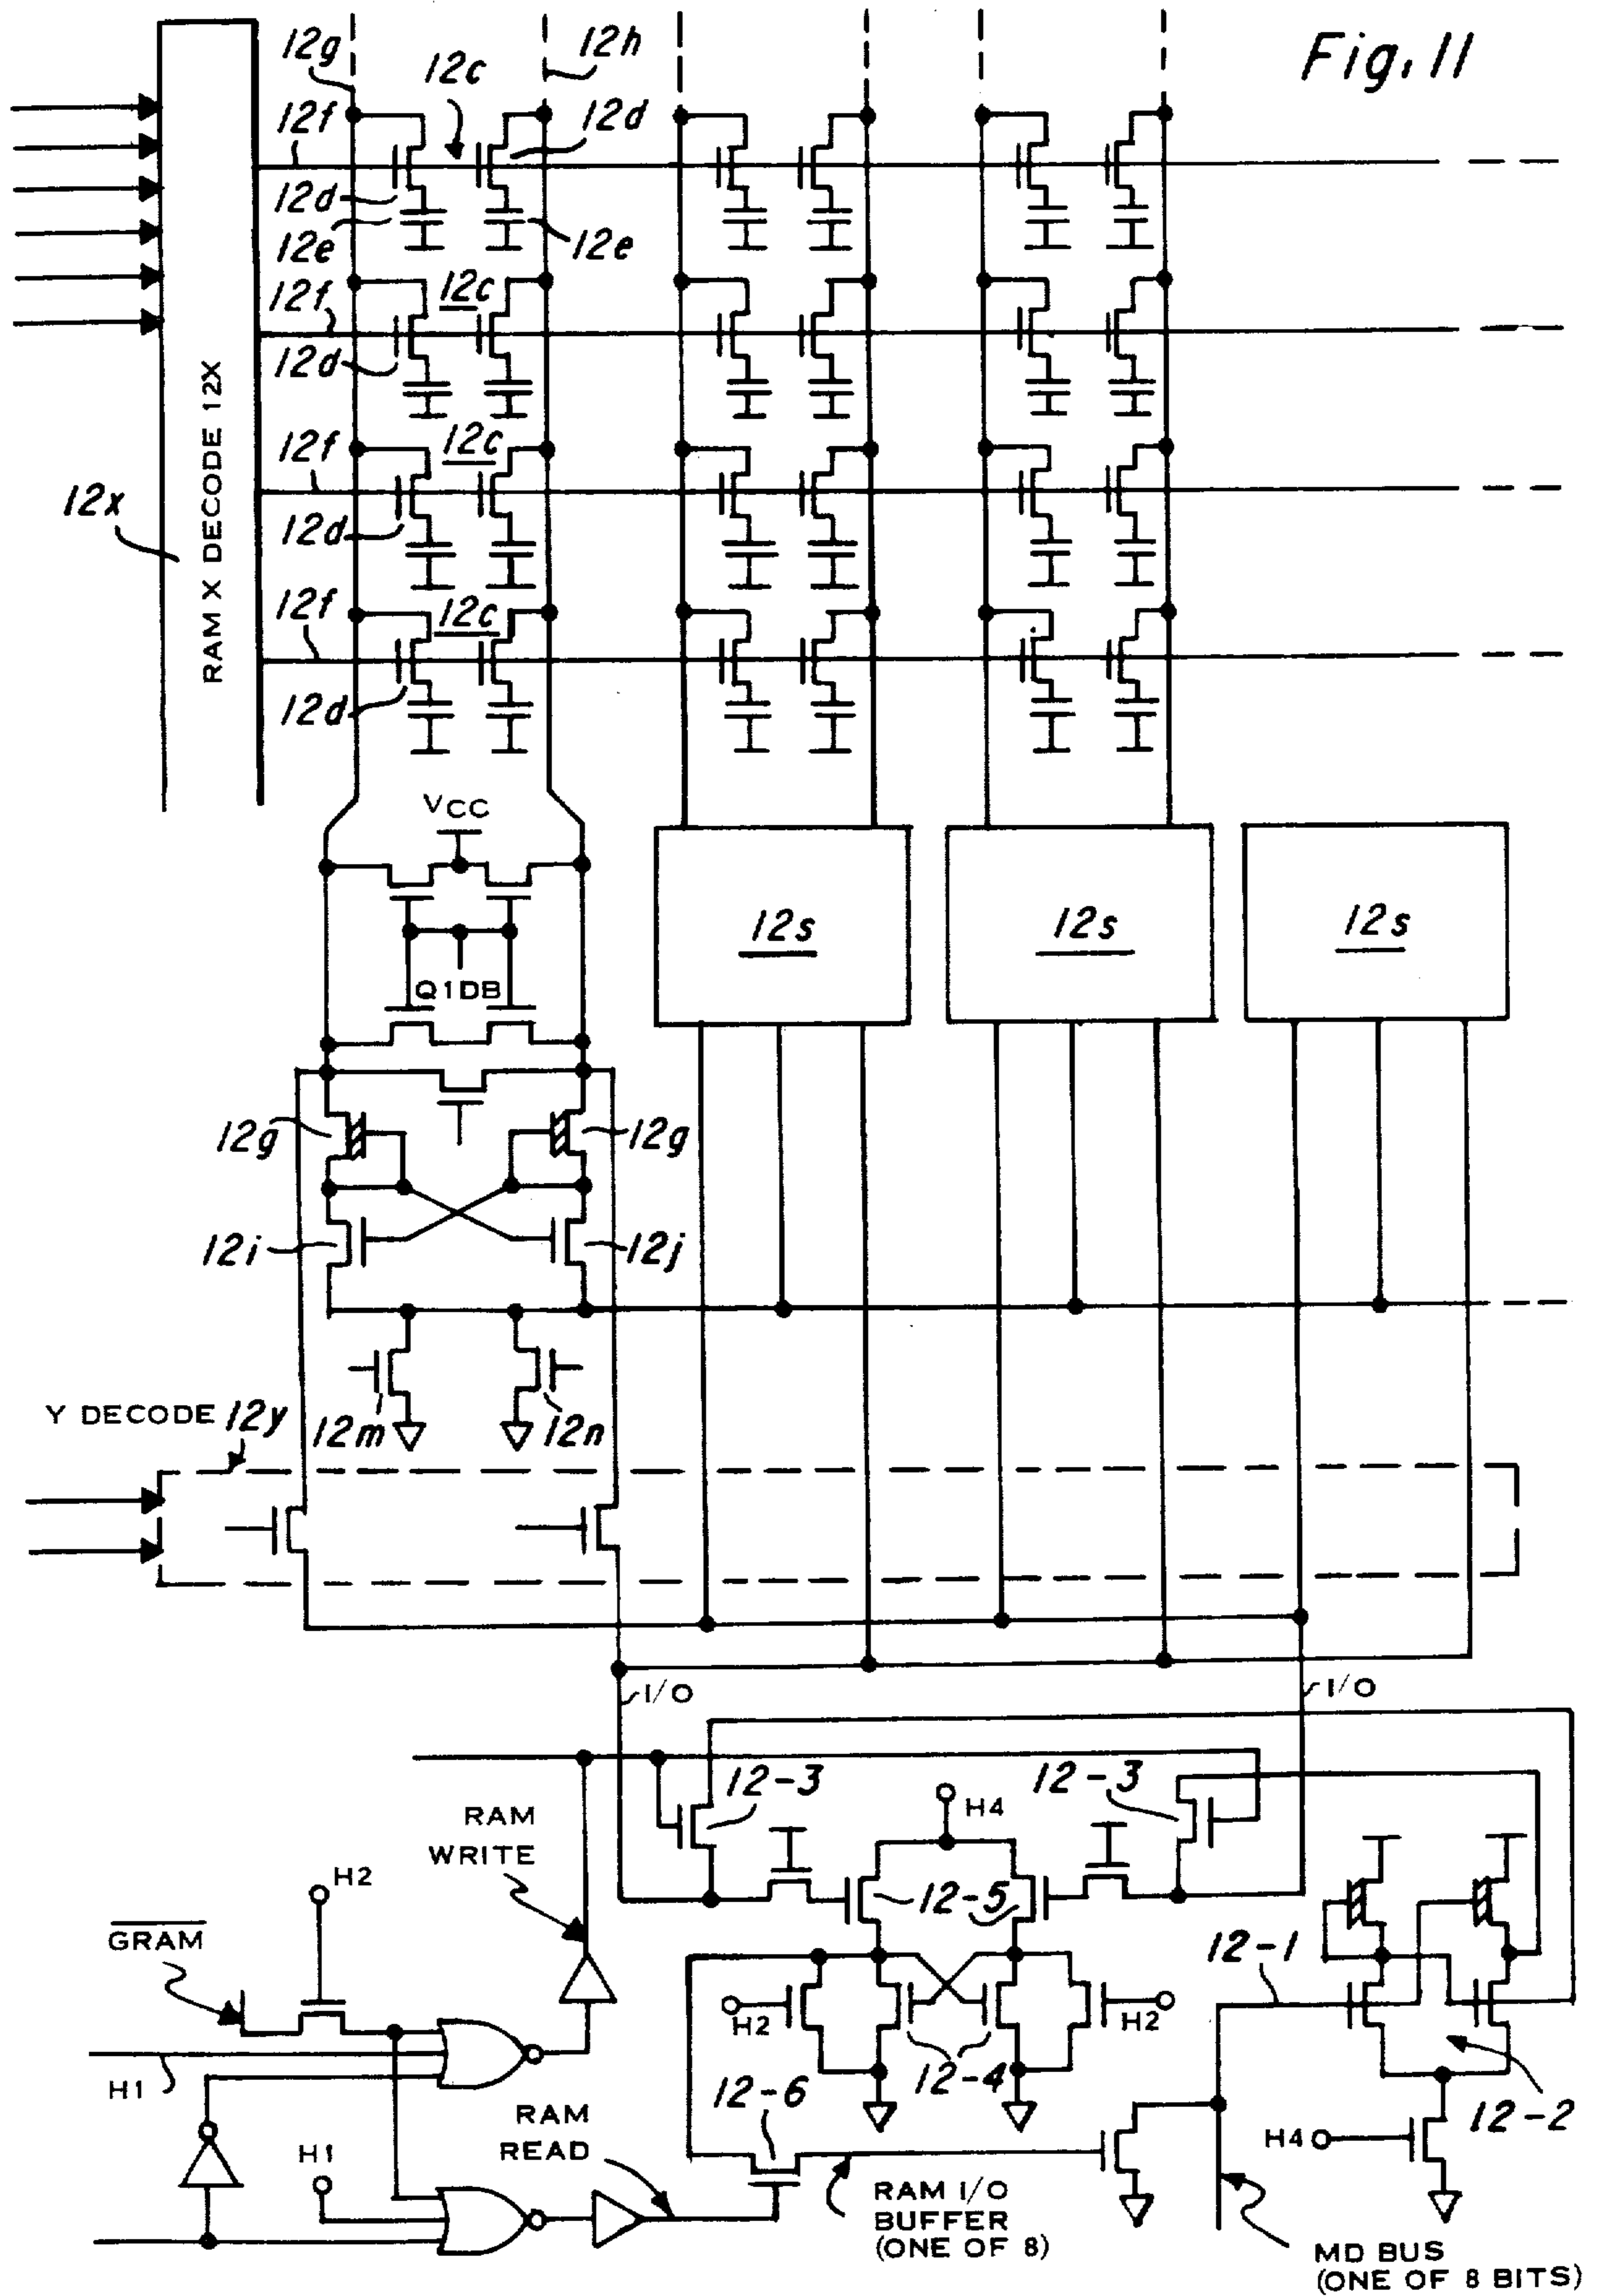 Fig. 11
12g
12h
12c
12f
12d
12d
12e
12e
12f
12c
12d
12f
12c
12d
12x
RAM X DECODE 12X
12f
12c
12d
VCC
Q1DB
12s
12s
12s
12g
12g
12i
12j
12m
12n
Y DECODE 12y
I/O
I/O
12-3
12-3
H4
RAM
WRITE
H2
12-5
GRAM
12-1
H2
H2
H1
12-4
12-6
12-2
RAM
READ
H1
H4
RAM I/O
BUFFER
(ONE OF 8)
MD BUS
(ONE OF 8 BITS)